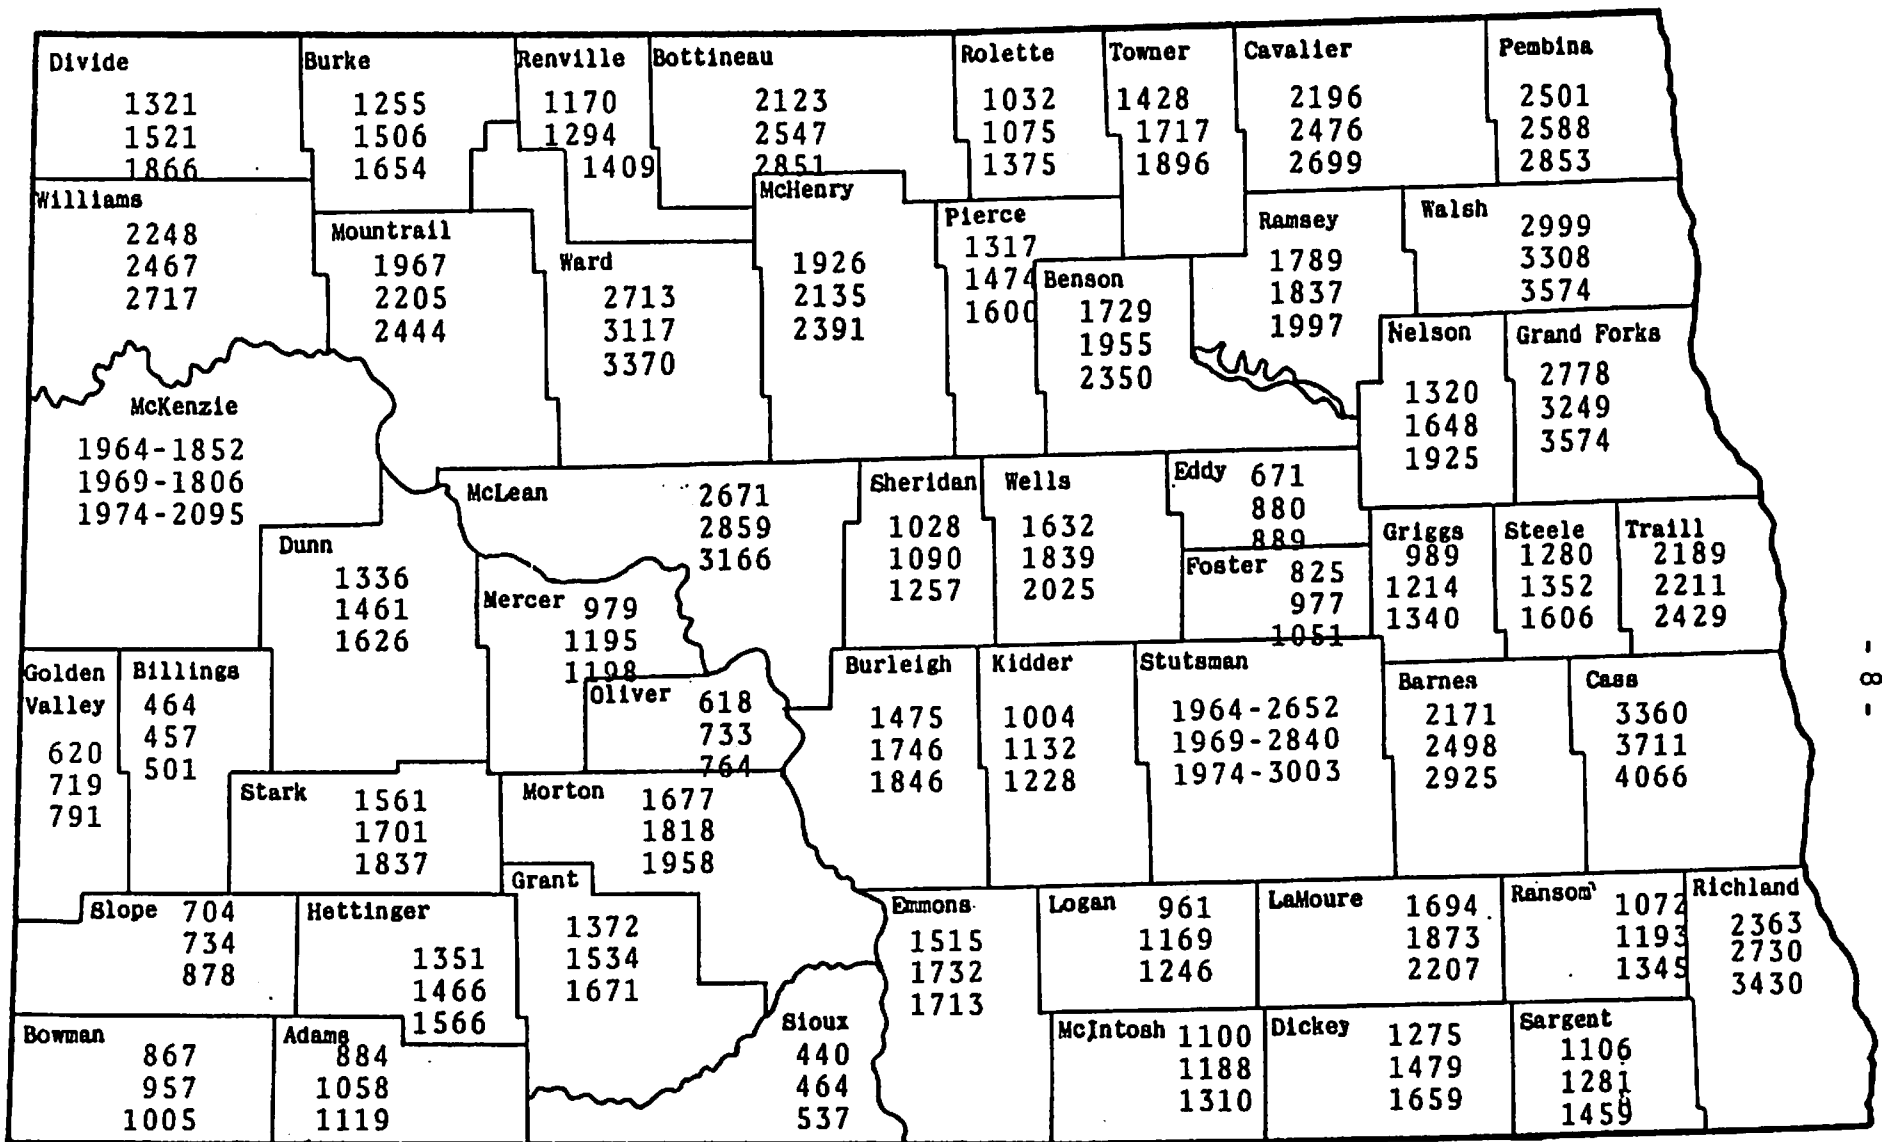 Divide
1321
1521
1866
Burke
1255
1506
1654
Renville
1170
1294
1409
Bottineau
2123
2547
2851
Rolette
1032
1075
1375
Towner
1428
1717
1896
Cavalier
2196
2476
2699
Pembina
2501
2588
2853
Williams
2248
2467
2717
Mountrail
1967
2205
2444
Ward
2713
3117
3370
McHenry
1926
2135
2391
Pierce
1317
1474
1600
Benson
1729
1955
2350
Ramsey
1789
1837
1997
Walsh
2999
3308
3574
Nelson
1320
1648
1925
Grand Forks
2778
3249
3574
McKenzie
1964-1852
1969-1806
1974-2095
Dunn
1336
1461
1626
McLean
2671
2859
3166
Mercer
979
1195
1198
Oliver
618
733
764
Sheridan
1028
1090
1257
Wells
1632
1839
2025
Eddy
671
880
889
Foster
825
977
1051
Griggs
989
1214
1340
Steele
1280
1352
1606
Traill
2189
2211
2429
Golden
Valley
620
719
791
Billings
464
457
501
Stark
1561
1701
1837
Morton
1677
1818
1958
Burleigh
1475
1746
1846
Kidder
1004
1132
1228
Stutsman
1964-2652
1969-2840
1974-3003
Barnes
2171
2498
2925
Cass
3360
3711
4066
Slope
704
734
878
Hettinger
1351
1466
1566
Grant
1372
1534
1671
Emmons
1515
1732
1713
Logan
961
1169
1246
LaMoure
1694
1873
2207
Ransom
1072
1193
1345
Richland
2363
2730
3430
Bowman
867
957
1005
Adams
884
1058
1119
Sioux
440
464
537
McIntosh
1100
1188
1310
Dickey
1275
1479
1659
Sargent
1106
1281
1459
- 8 -